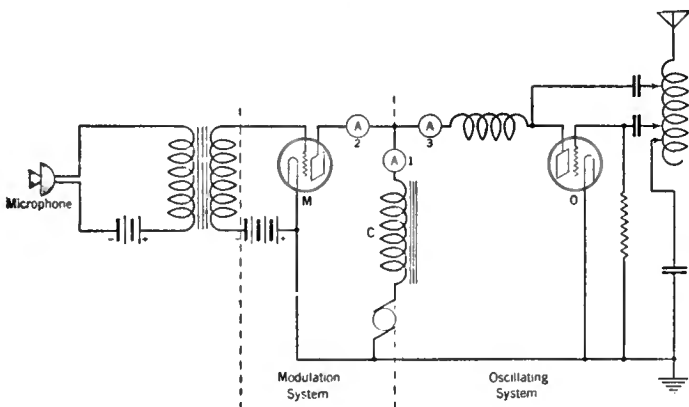 A
2
A
3
A
1
M
O
Microphone
- +
- +
C
Modulation
System
Oscillating
System